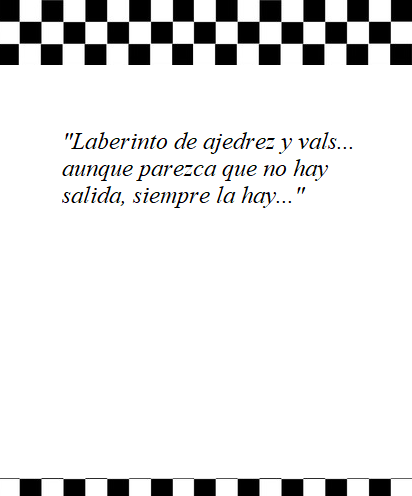 "Laberinto de ajedrez y vals...
aunque parezca que no hay
salida, siempre la hay..."